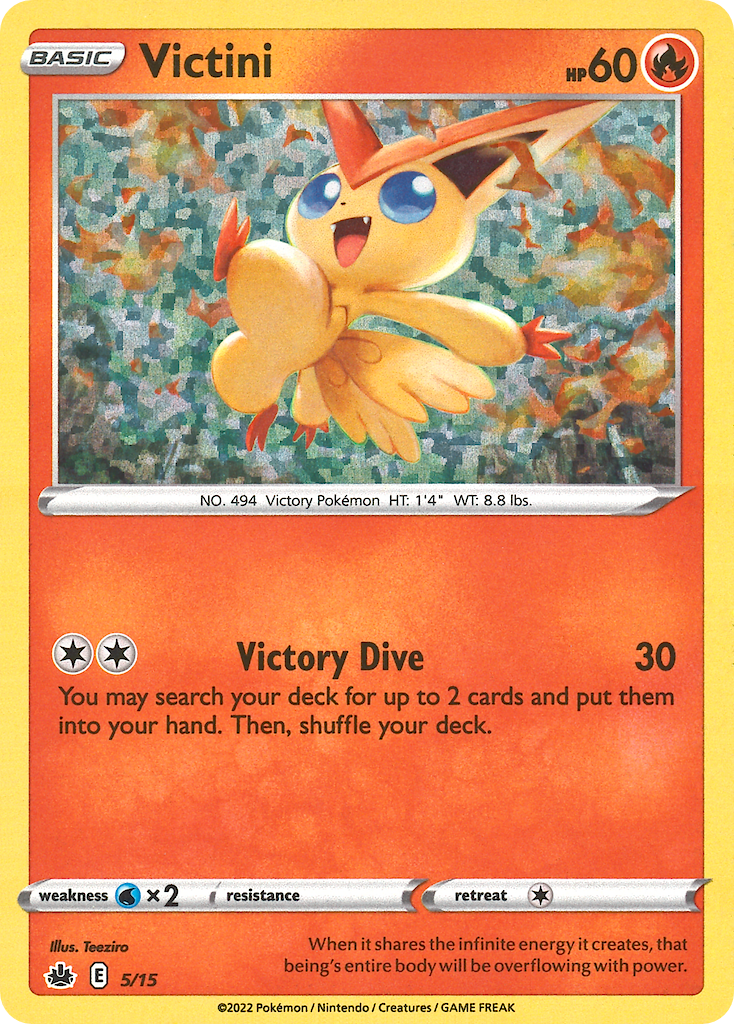 BASIC Victini HP60
NO. 494 Victory Pokémon HT: 1'4" WT: 8.8 lbs.
Victory Dive 30
You may search your deck for up to 2 cards and put them
into your hand. Then, shuffle your deck.
weakness ×2 resistance retreat
Illus. Teeziro
When it shares the infinite energy it creates, that
being's entire body will be overflowing with power.
E 5/15
©2022 Pokémon / Nintendo / Creatures / GAME FREAK